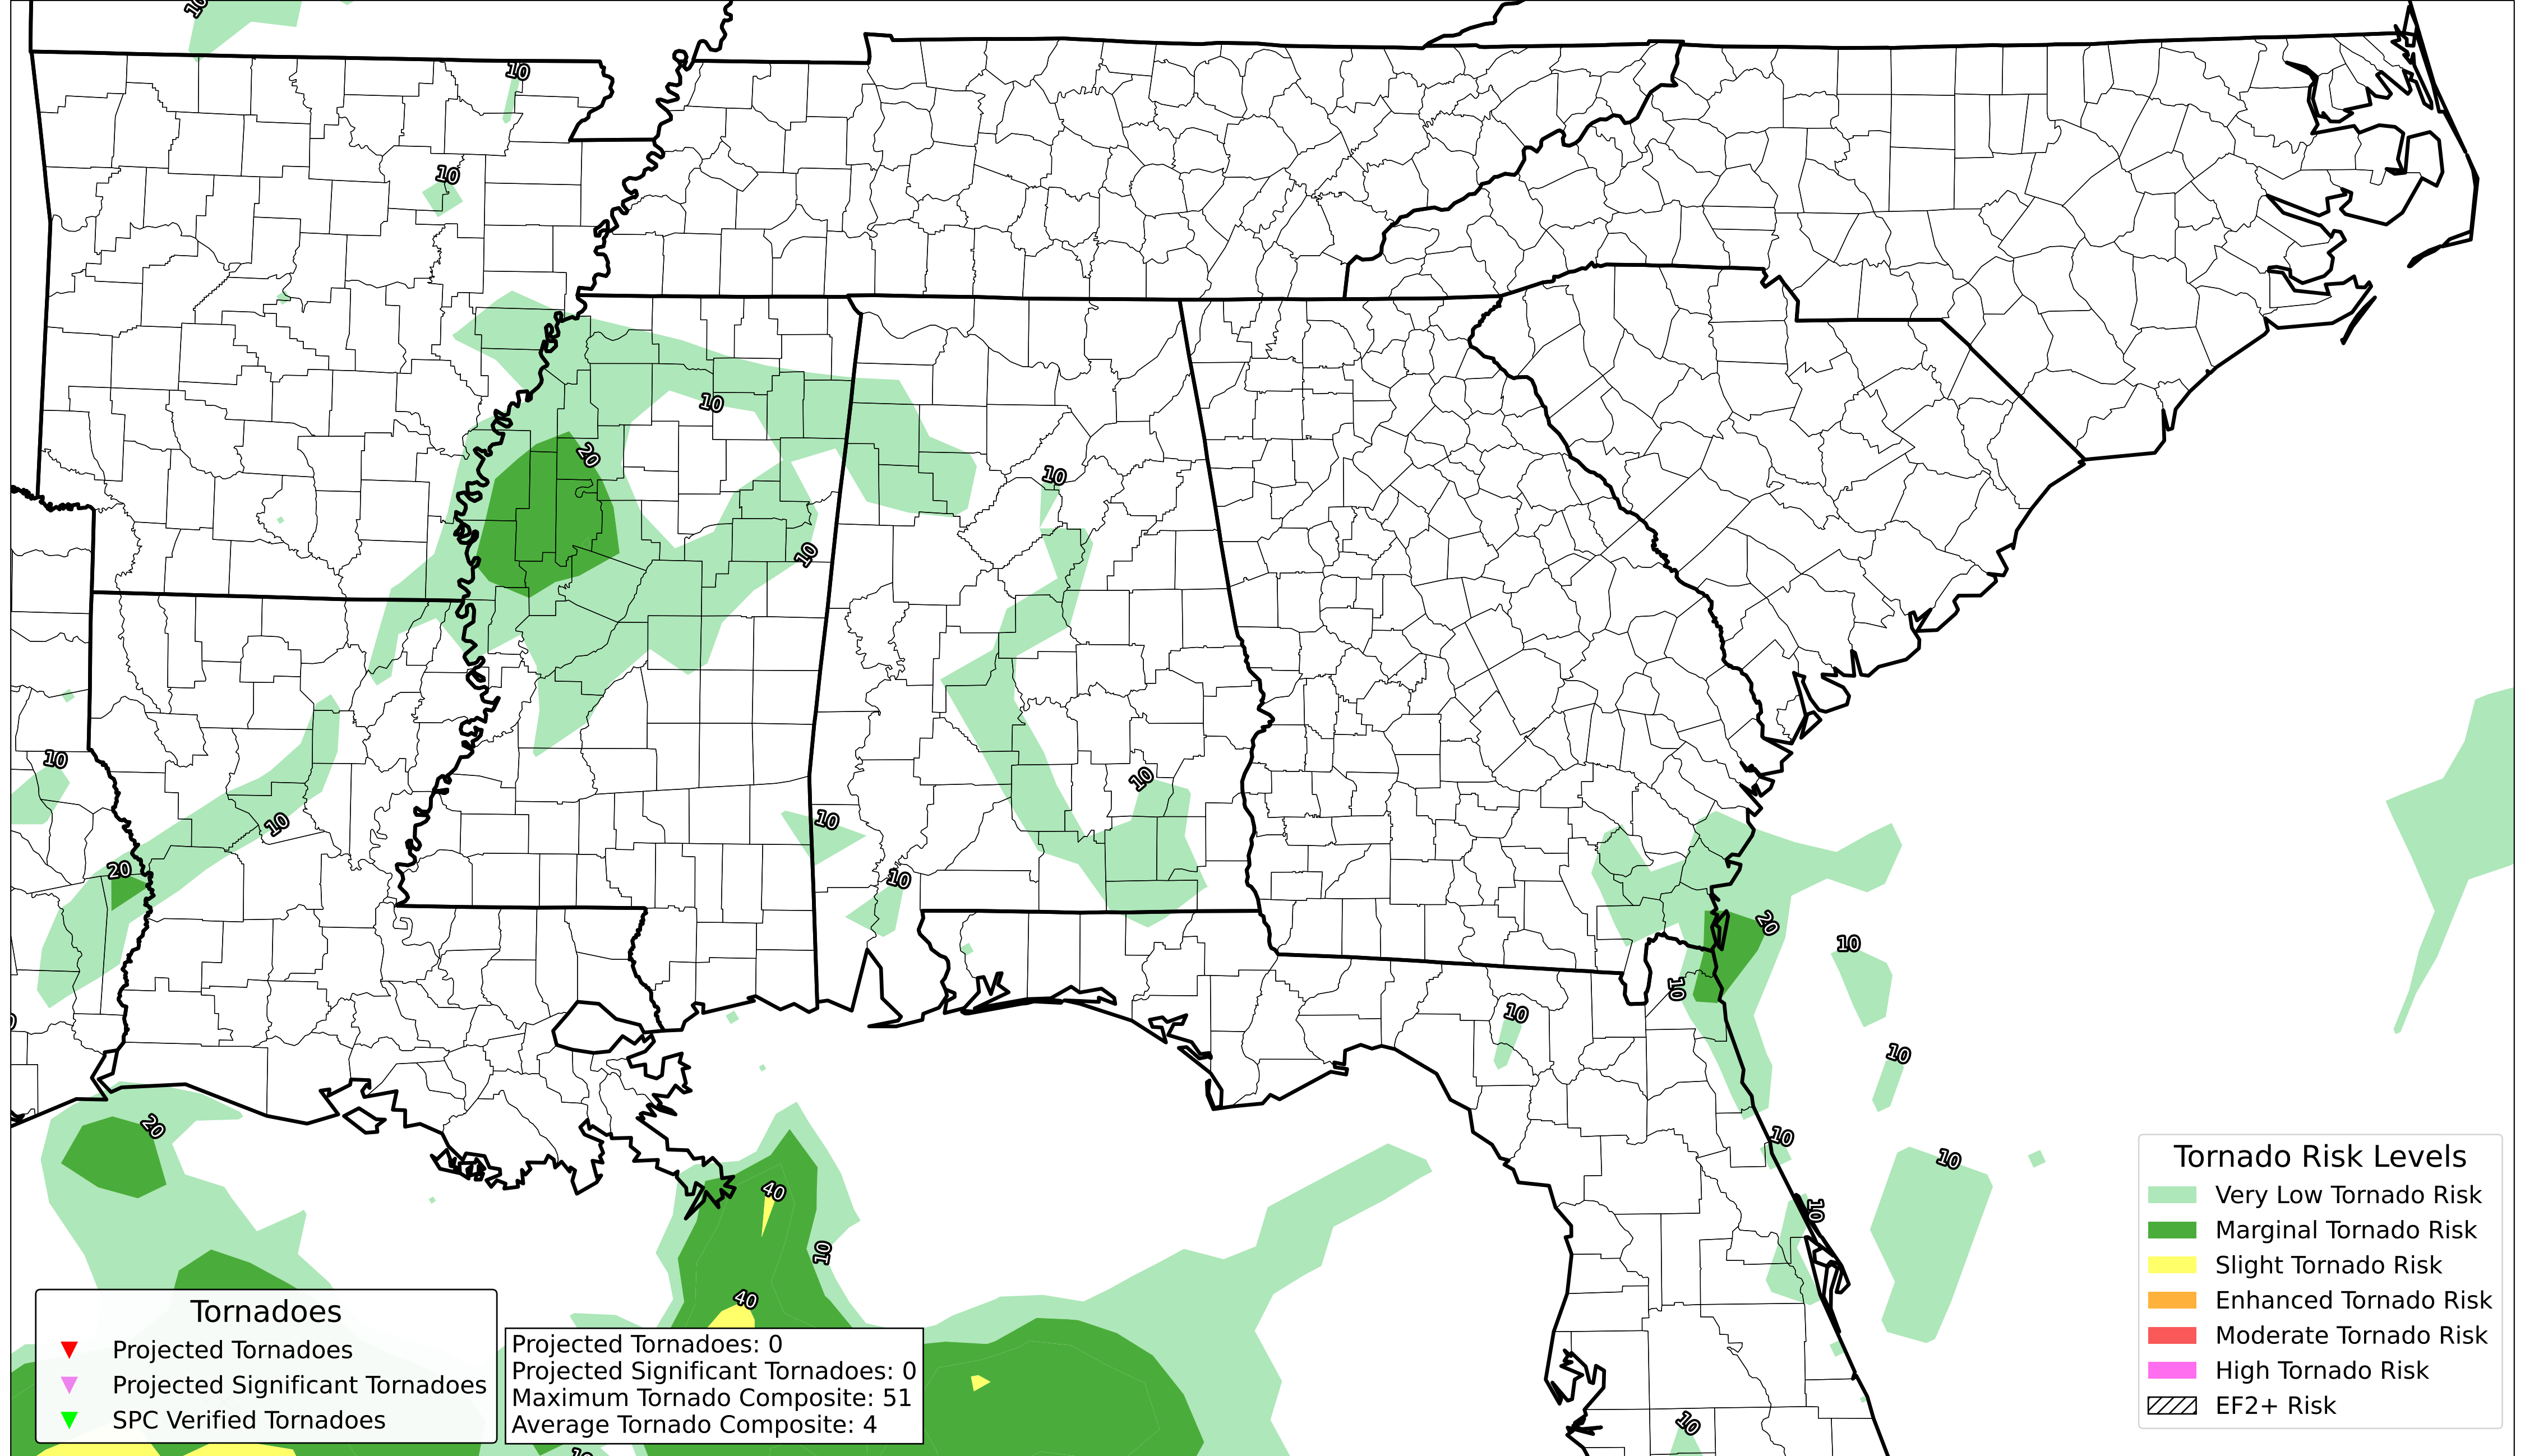 10
10
10
10
20
10
10
10
10
20
10
10
10
10
20
10
10
10
10
20
10
10
40
10
10
10
40
10
10
Tornadoes
Projected Tornadoes
Projected Significant Tornadoes
SPC Verified Tornadoes
Projected Tornadoes: 0
Projected Significant Tornadoes: 0
Maximum Tornado Composite: 51
Average Tornado Composite: 4
Tornado Risk Levels
Very Low Tornado Risk
Marginal Tornado Risk
Slight Tornado Risk
Enhanced Tornado Risk
Moderate Tornado Risk
High Tornado Risk
EF2+ Risk